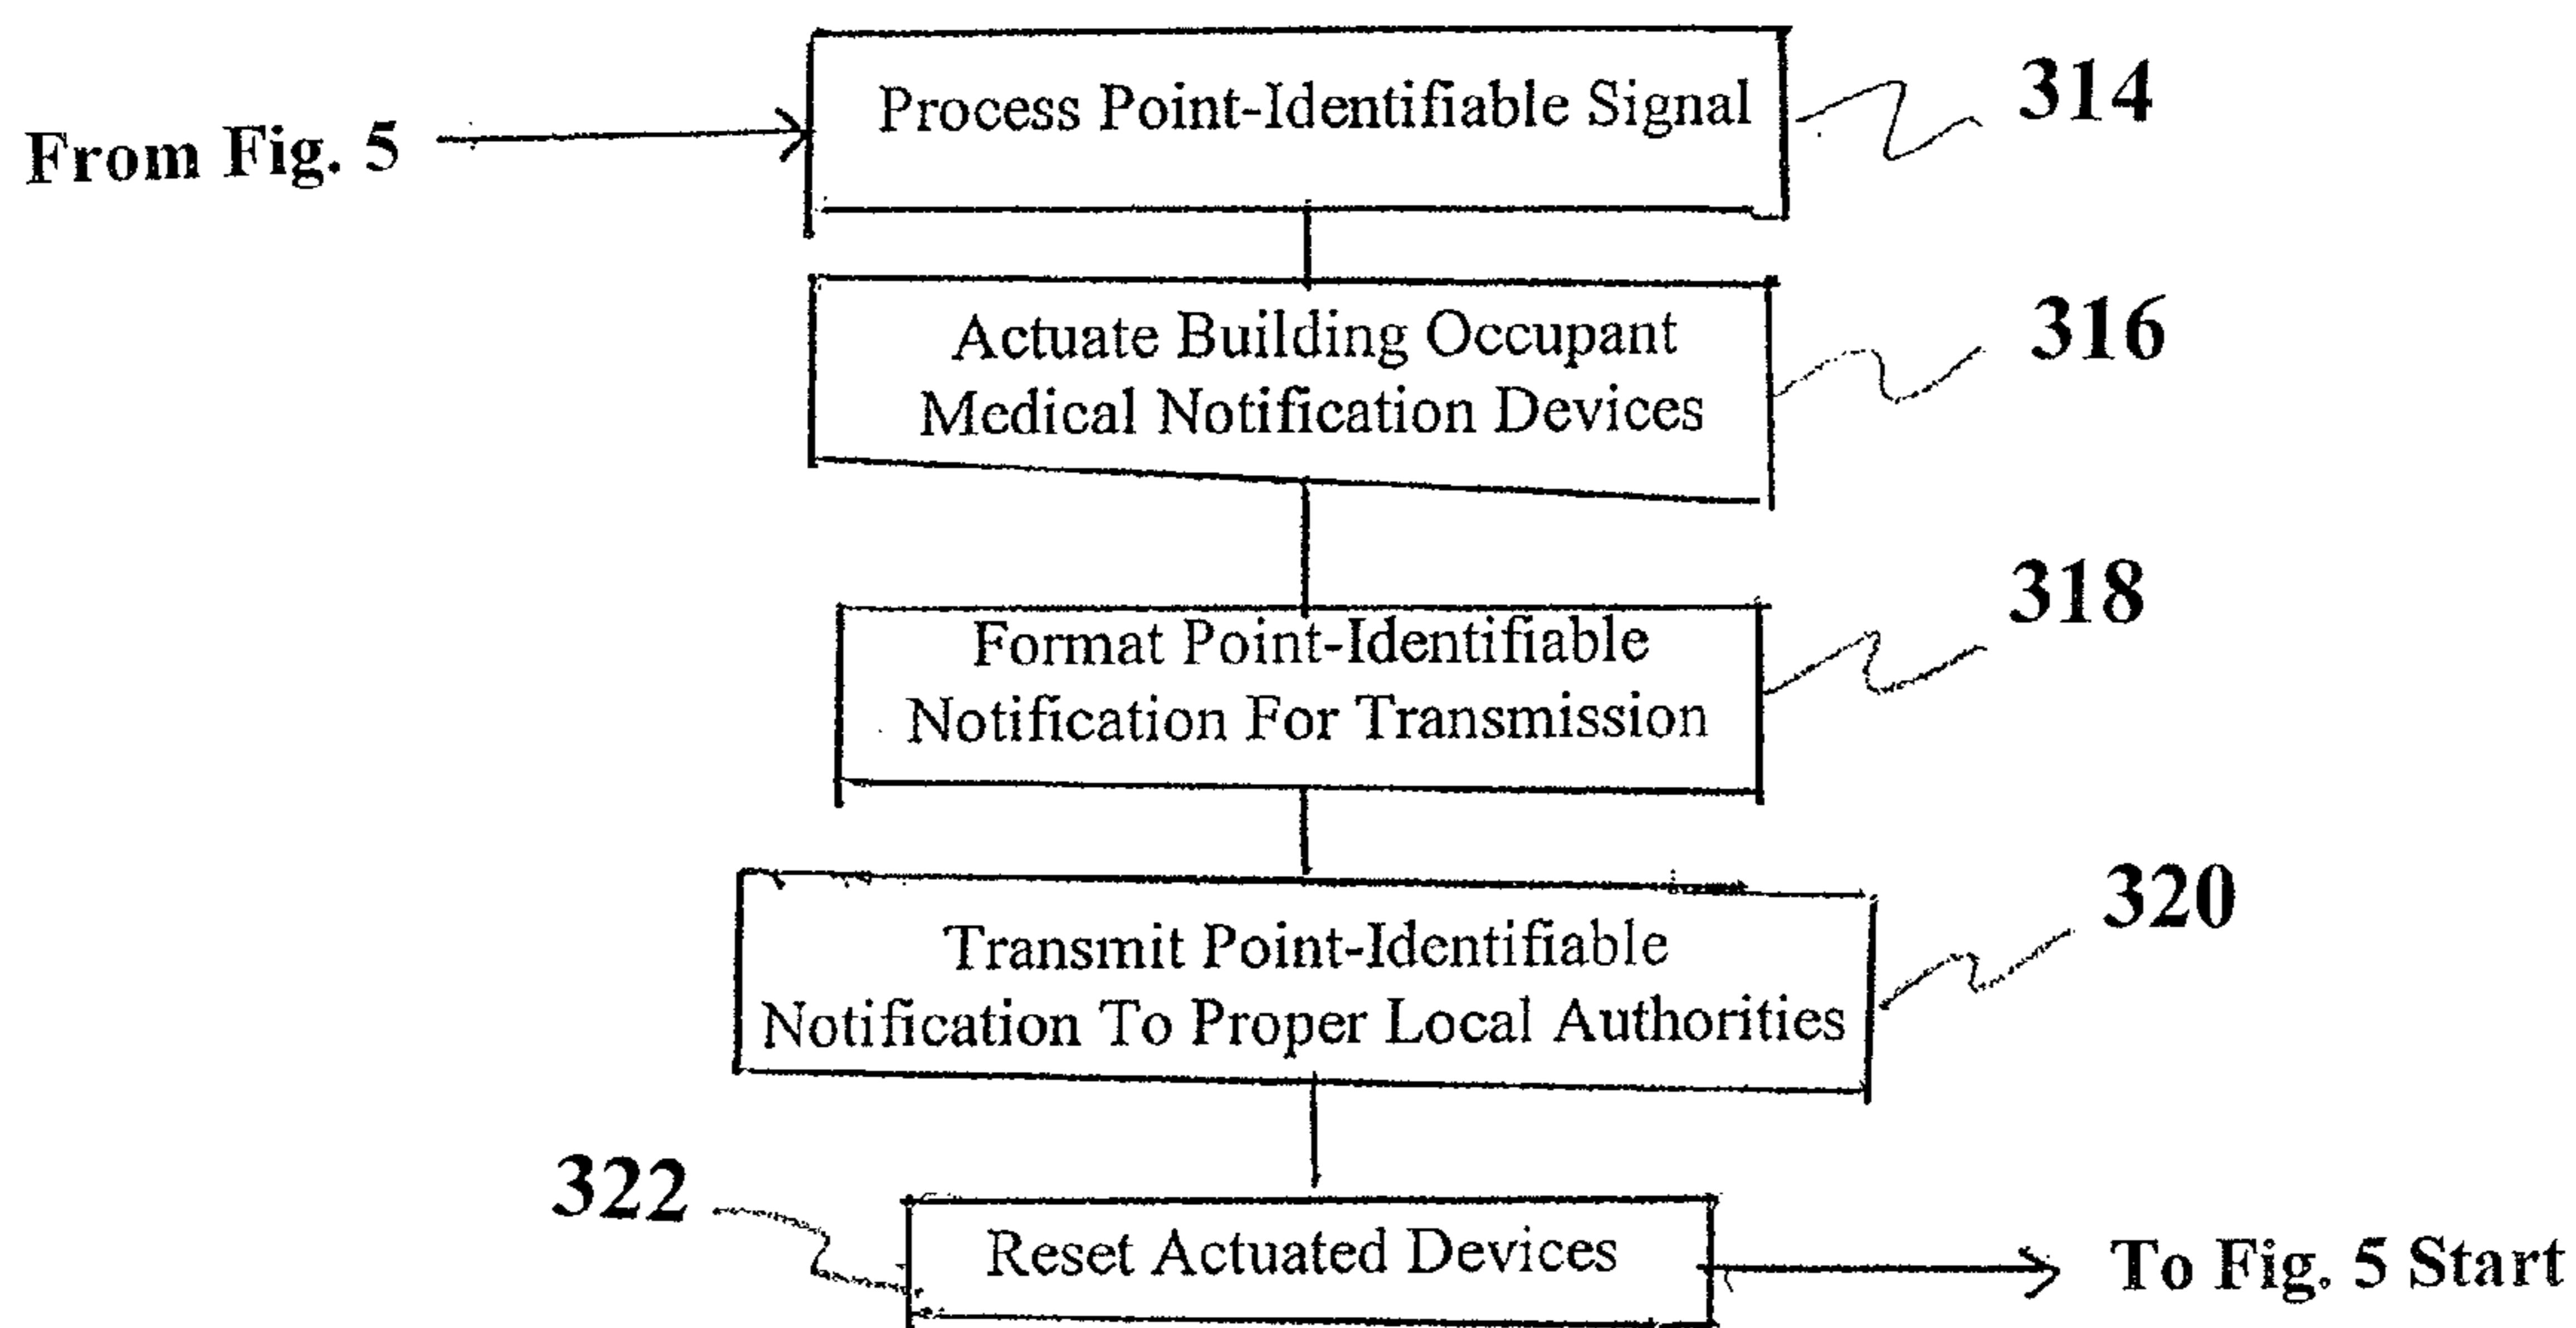 Process Point-Identifiable Signal
314
From Fig. 5
Actuate Building Occupant
Medical Notification Devices
316
Format Point-Identifiable
Notification For Transmission
318
Transmit Point-Identifiable
Notification To Proper Local Authorities
320
322
Reset Actuated Devices
To Fig. 5 Start